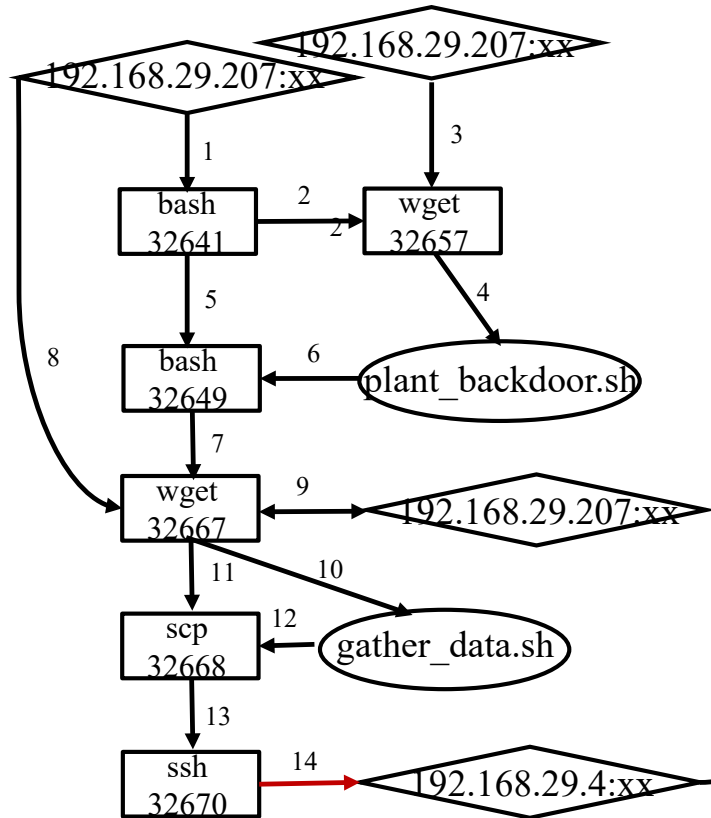 192.168.29.207:xx
192.168.29.207:xx
1
3
bash
32641
2
2
wget
32657
5
4
8
bash
32649
6
plant_backdoor.sh
7
wget
32667
9
192.168.29.207:xx
11
10
scp
32668
12
gather_data.sh
13
ssh
32670
14
192.168.29.4:xx